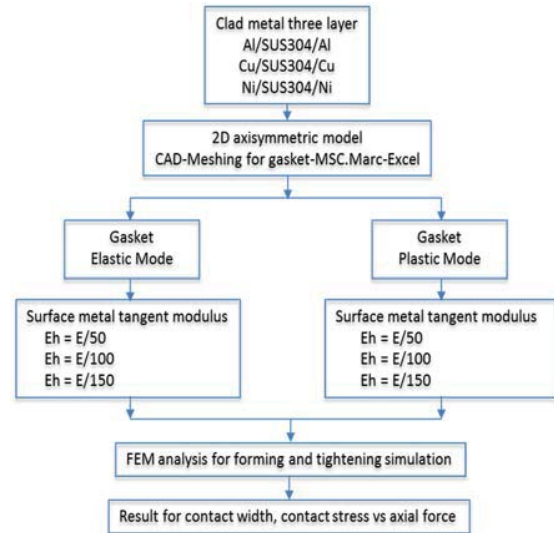 Clad metal three layer
Al/SUS304/Al
Cu/SUS304/Cu
Ni/SUS304/Ni
2D axisymmetric model
CAD-Meshing for gasket-MSC.Marc-Excel
Gasket
Elastic Mode
Gasket
Plastic Mode
Surface metal tangent modulus
Eh = E/50
Eh = E/100
Eh = E/150
Surface metal tangent modulus
Eh = E/50
Eh = E/100
Eh = E/150
FEM analysis for forming and tightening simulation
Result for contact width, contact stress vs axial force